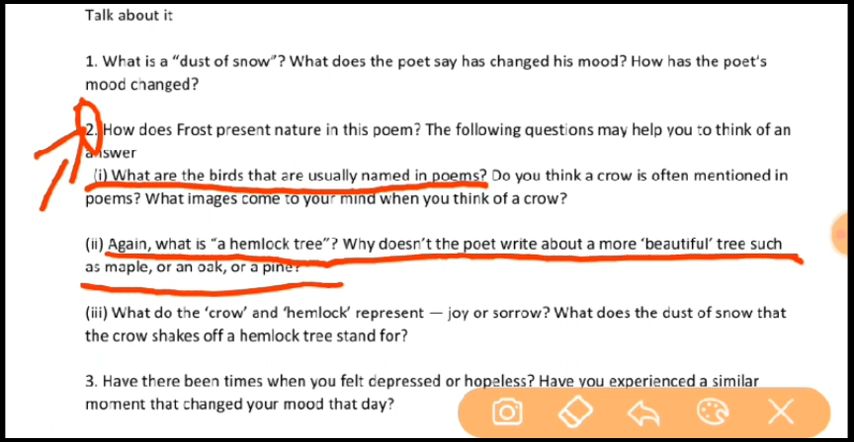 Talk about it
1. What is a “dust of snow”? What does the poet say has changed his mood? How has the poet's
mood changed?
2. How does Frost present nature in this poem? The following questions may help you to think of an
answer
(i) What are the birds that are usually named in poems? Do you think a crow is often mentioned in
poems? What images come to your mind when you think of a crow?
(ii) Again, what is “a hemlock tree”? Why doesn’t the poet write about a more ‘beautiful’ tree such
as maple, or an oak, or a pine?
(iii) What do the ‘crow’ and ‘hemlock’ represent — joy or sorrow? What does the dust of snow that
the crow shakes off a hemlock tree stand for?
3. Have there been times when you felt depressed or hopeless? Have you experienced a similar
moment that changed your mood that day?